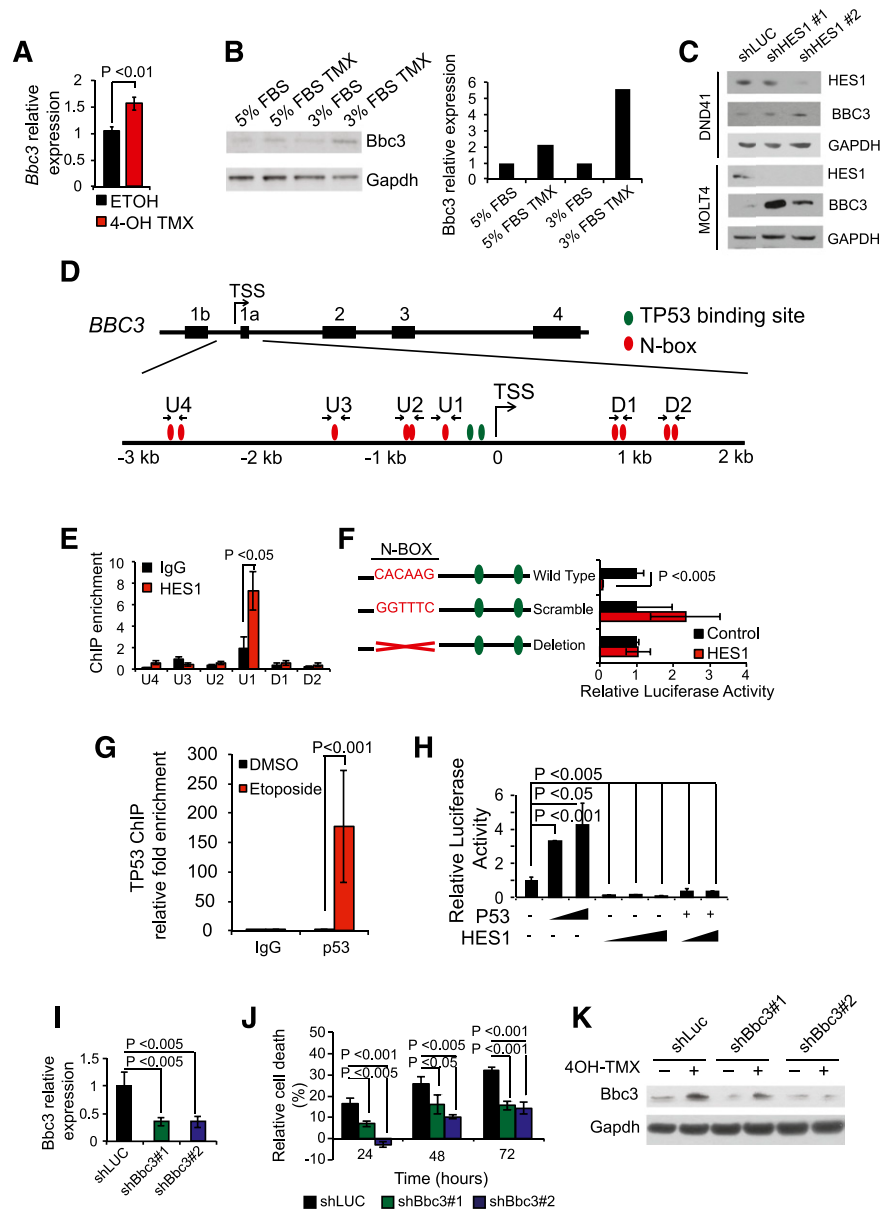 A
P <0.01
Bbc3 relative
expression
2
1.5
1
0.5
0
ETOH
4-OH TMX
B
5% FBS
5% FBS TMX
3% FBS
3% FBS TMX
Bbc3
Gapdh
Bbc3 relative expression
6
5
4
3
2
1
0
5% FBS
5% FBS TMX
3% FBS
3% FBS TMX
C
shLUC
shHES1 #1
shHES1 #2
DND41
HES1
BBC3
GAPDH
MOLT4
HES1
BBC3
GAPDH
D
BBC3
1b
TSS
1a
2
3
4
TP53 binding site
N-box
U4
U3
U2
U1
TSS
D1
D2
-3 kb
-2 kb
-1 kb
0
1 kb
2 kb
E
ChIP enrichment
10
8
6
4
2
0
IgG
HES1
P <0.05
U4
U3
U2
U1
D1
D2
F
N-BOX
CACAAG
Wild Type
GGTTTC
Scramble
Deletion
P <0.005
Control
HES1
0
1
2
3
4
Relative Luciferase Activity
G
TP53 ChIP
relative fold enrichment
300
250
200
150
100
50
0
DMSO
Etoposide
P<0.001
IgG
p53
H
Relative Luciferase
Activity
6
4
2
0
P <0.005
P <0.05
P <0.001
P53
-
+
+
HES1
-
-
-
I
Bbc3 relative
expression
1.5
1
0.5
0
P <0.005
P <0.005
shLUC
shBbc3#1
shBbc3#2
J
Relative cell death
(%)
50
40
30
20
10
0
-10
P <0.001
P <0.005
P <0.005
P <0.05
P <0.001
P <0.001
24
48
72
Time (hours)
shLUC
shBbc3#1
shBbc3#2
K
shLuc
shBbc3#1
shBbc3#2
4OH-TMX
– + – + – +
Bbc3
Gapdh